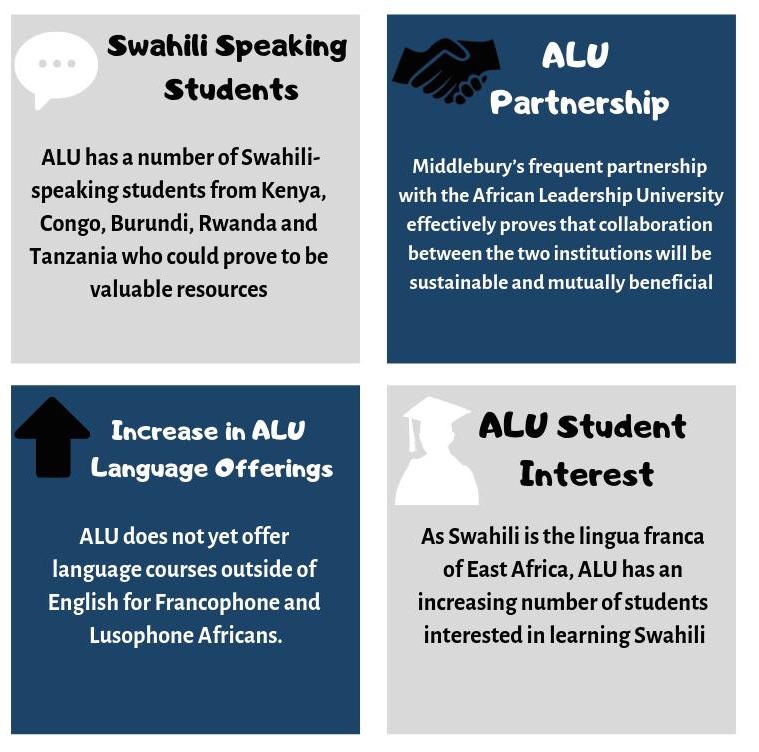 Swahili Speaking
Students
ALU has a number of Swahili-
speaking students from Kenya,
Congo, Burundi, Rwanda and
Tanzania who could prove to be
valuable resources
ALU
Partnership
Middlebury's frequent partnership
with the African Leadership University
effectively proves that collaboration
between the two institutions will be
sustainable and mutually beneficial
Increase in ALU
Language Offerings
ALU does not yet offer
language courses outside of
English for Francophone and
Lusophone Africans.
ALU Student
Interest
As Swahili is the lingua franca
of East Africa, ALU has an
increasing number of students
interested in learning Swahili